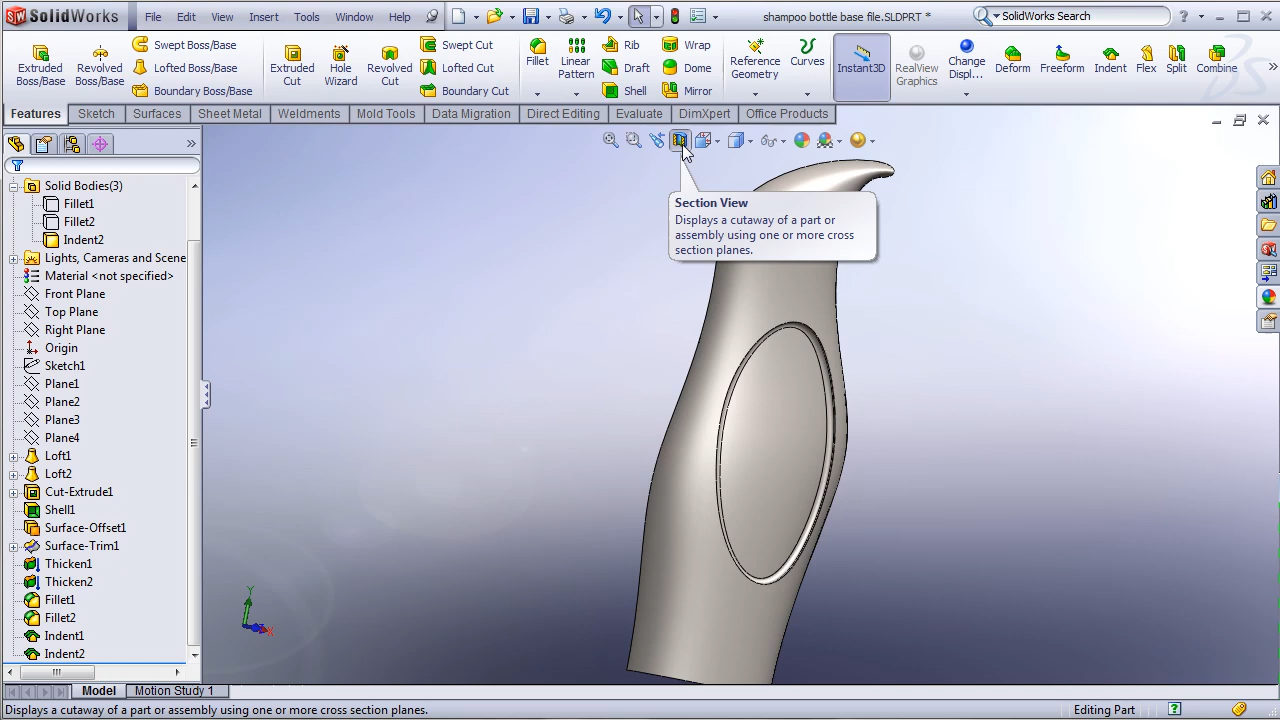 SolidWorks File Edit View Insert Tools Window Help shampoo bottle base file.SLDPRT * SolidWorks Search
Extruded Boss/Base
Revolved Boss/Base
Swept Boss/Base
Lofted Boss/Base
Boundary Boss/Base
Extruded Cut
Hole Wizard
Revolved Cut
Swept Cut
Lofted Cut
Boundary Cut
Fillet
Linear Pattern
Rib
Draft
Shell
Wrap
Dome
Mirror
Reference Geometry
Curves
Instant3D
RealView Graphics
Change Displ...
Deform
Freeform
Indent
Flex
Split
Combine
Features Sketch Surfaces Sheet Metal Weldments Mold Tools Data Migration Direct Editing Evaluate DimXpert Office Products
Solid Bodies(3)
Fillet1
Fillet2
Indent2
Lights, Cameras and Scene
Material <not specified>
Front Plane
Top Plane
Right Plane
Origin
Sketch1
Plane1
Plane2
Plane3
Plane4
Loft1
Loft2
Cut-Extrude1
Shell1
Surface-Offset1
Surface-Trim1
Thicken1
Thicken2
Fillet1
Fillet2
Indent1
Indent2
Section View
Displays a cutaway of a part or
assembly using one or more cross
section planes.
Y
X
Model Motion Study 1
Displays a cutaway of a part or assembly using one or more cross section planes. Editing Part